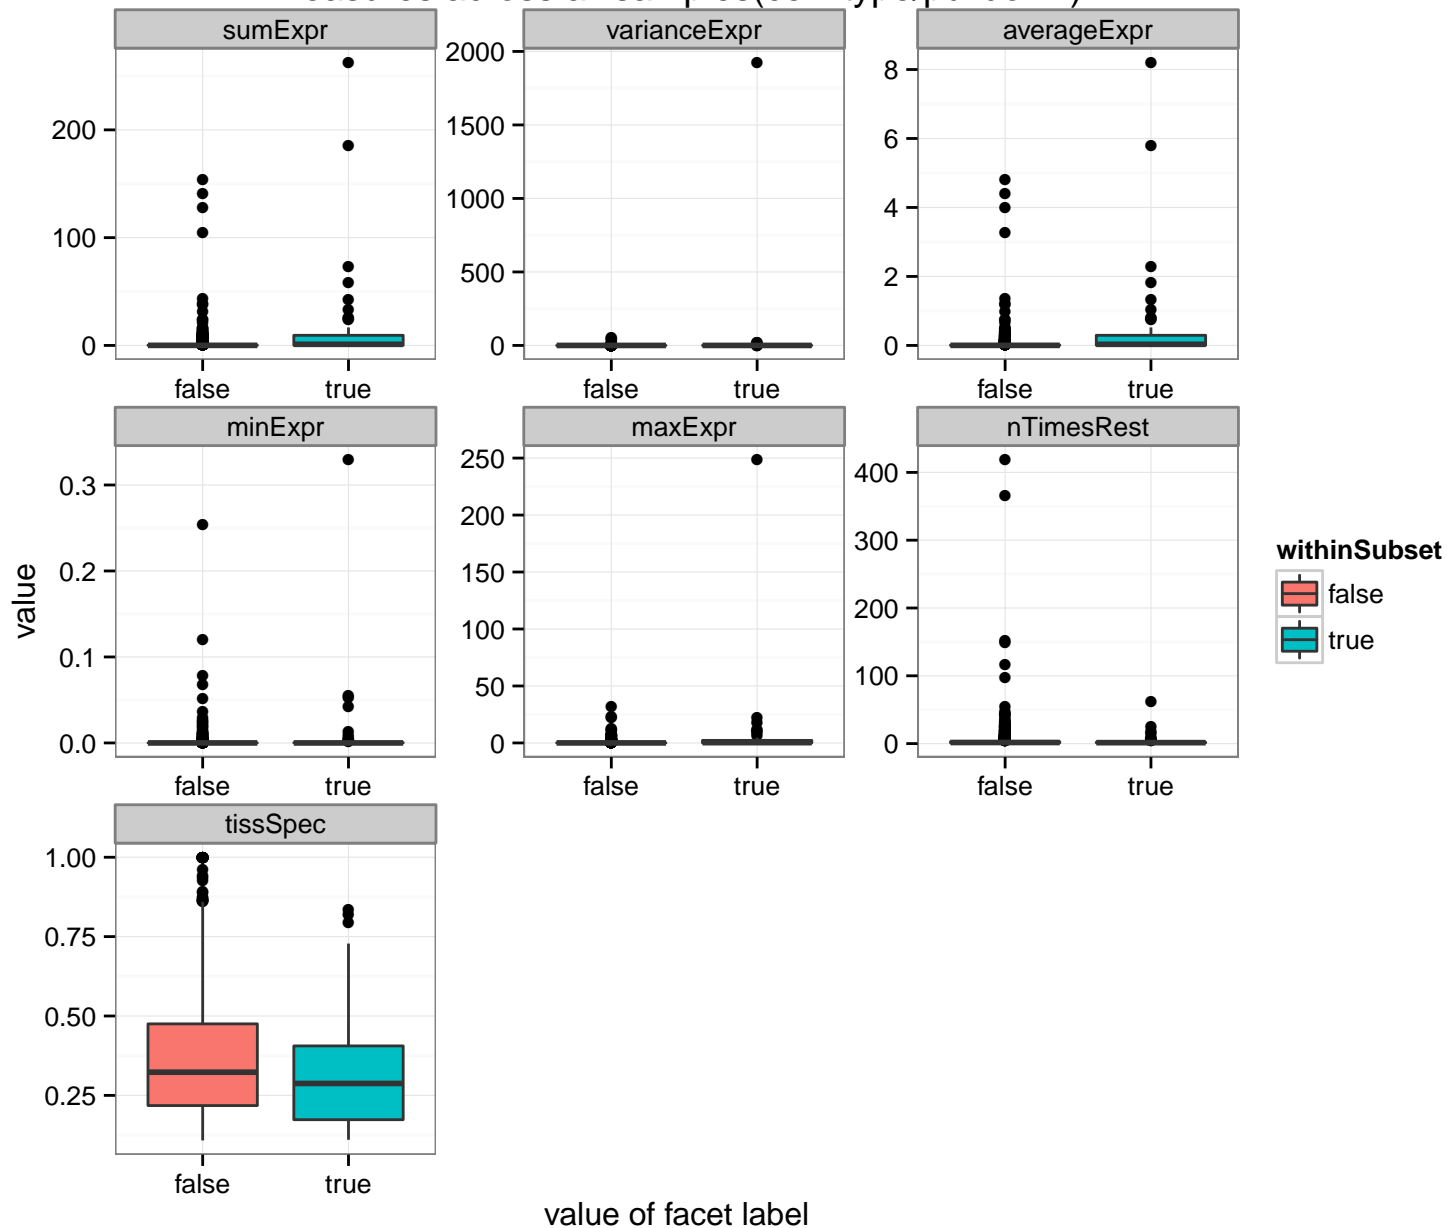 sumExpr varianceExpr averageExpr
200
100
0
2000
1500
1000
500
0
8
6
4
2
0
false true false true false true
minExpr maxExpr nTimesRest
0.3
0.2
0.1
0.0
250
200
150
100
50
0
400
300
200
100
0
false true false true false true
tissSpec
1.00
0.75
0.50
0.25
false true
value
value of facet label
withinSubset
false
true